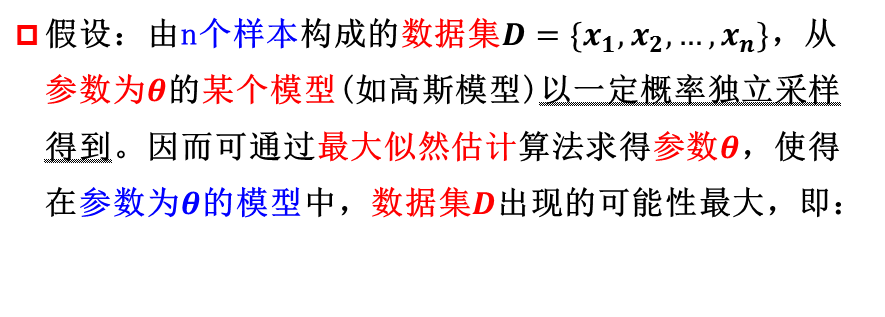 假设：由n个样本构成的数据集D = {x₁, x₂, … , xₙ}，从
参数为θ的某个模型(如高斯模型)以一定概率独立采样
得到。因而可通过最大似然估计算法求得参数θ，使得
在参数为θ的模型中，数据集D出现的可能性最大，即：